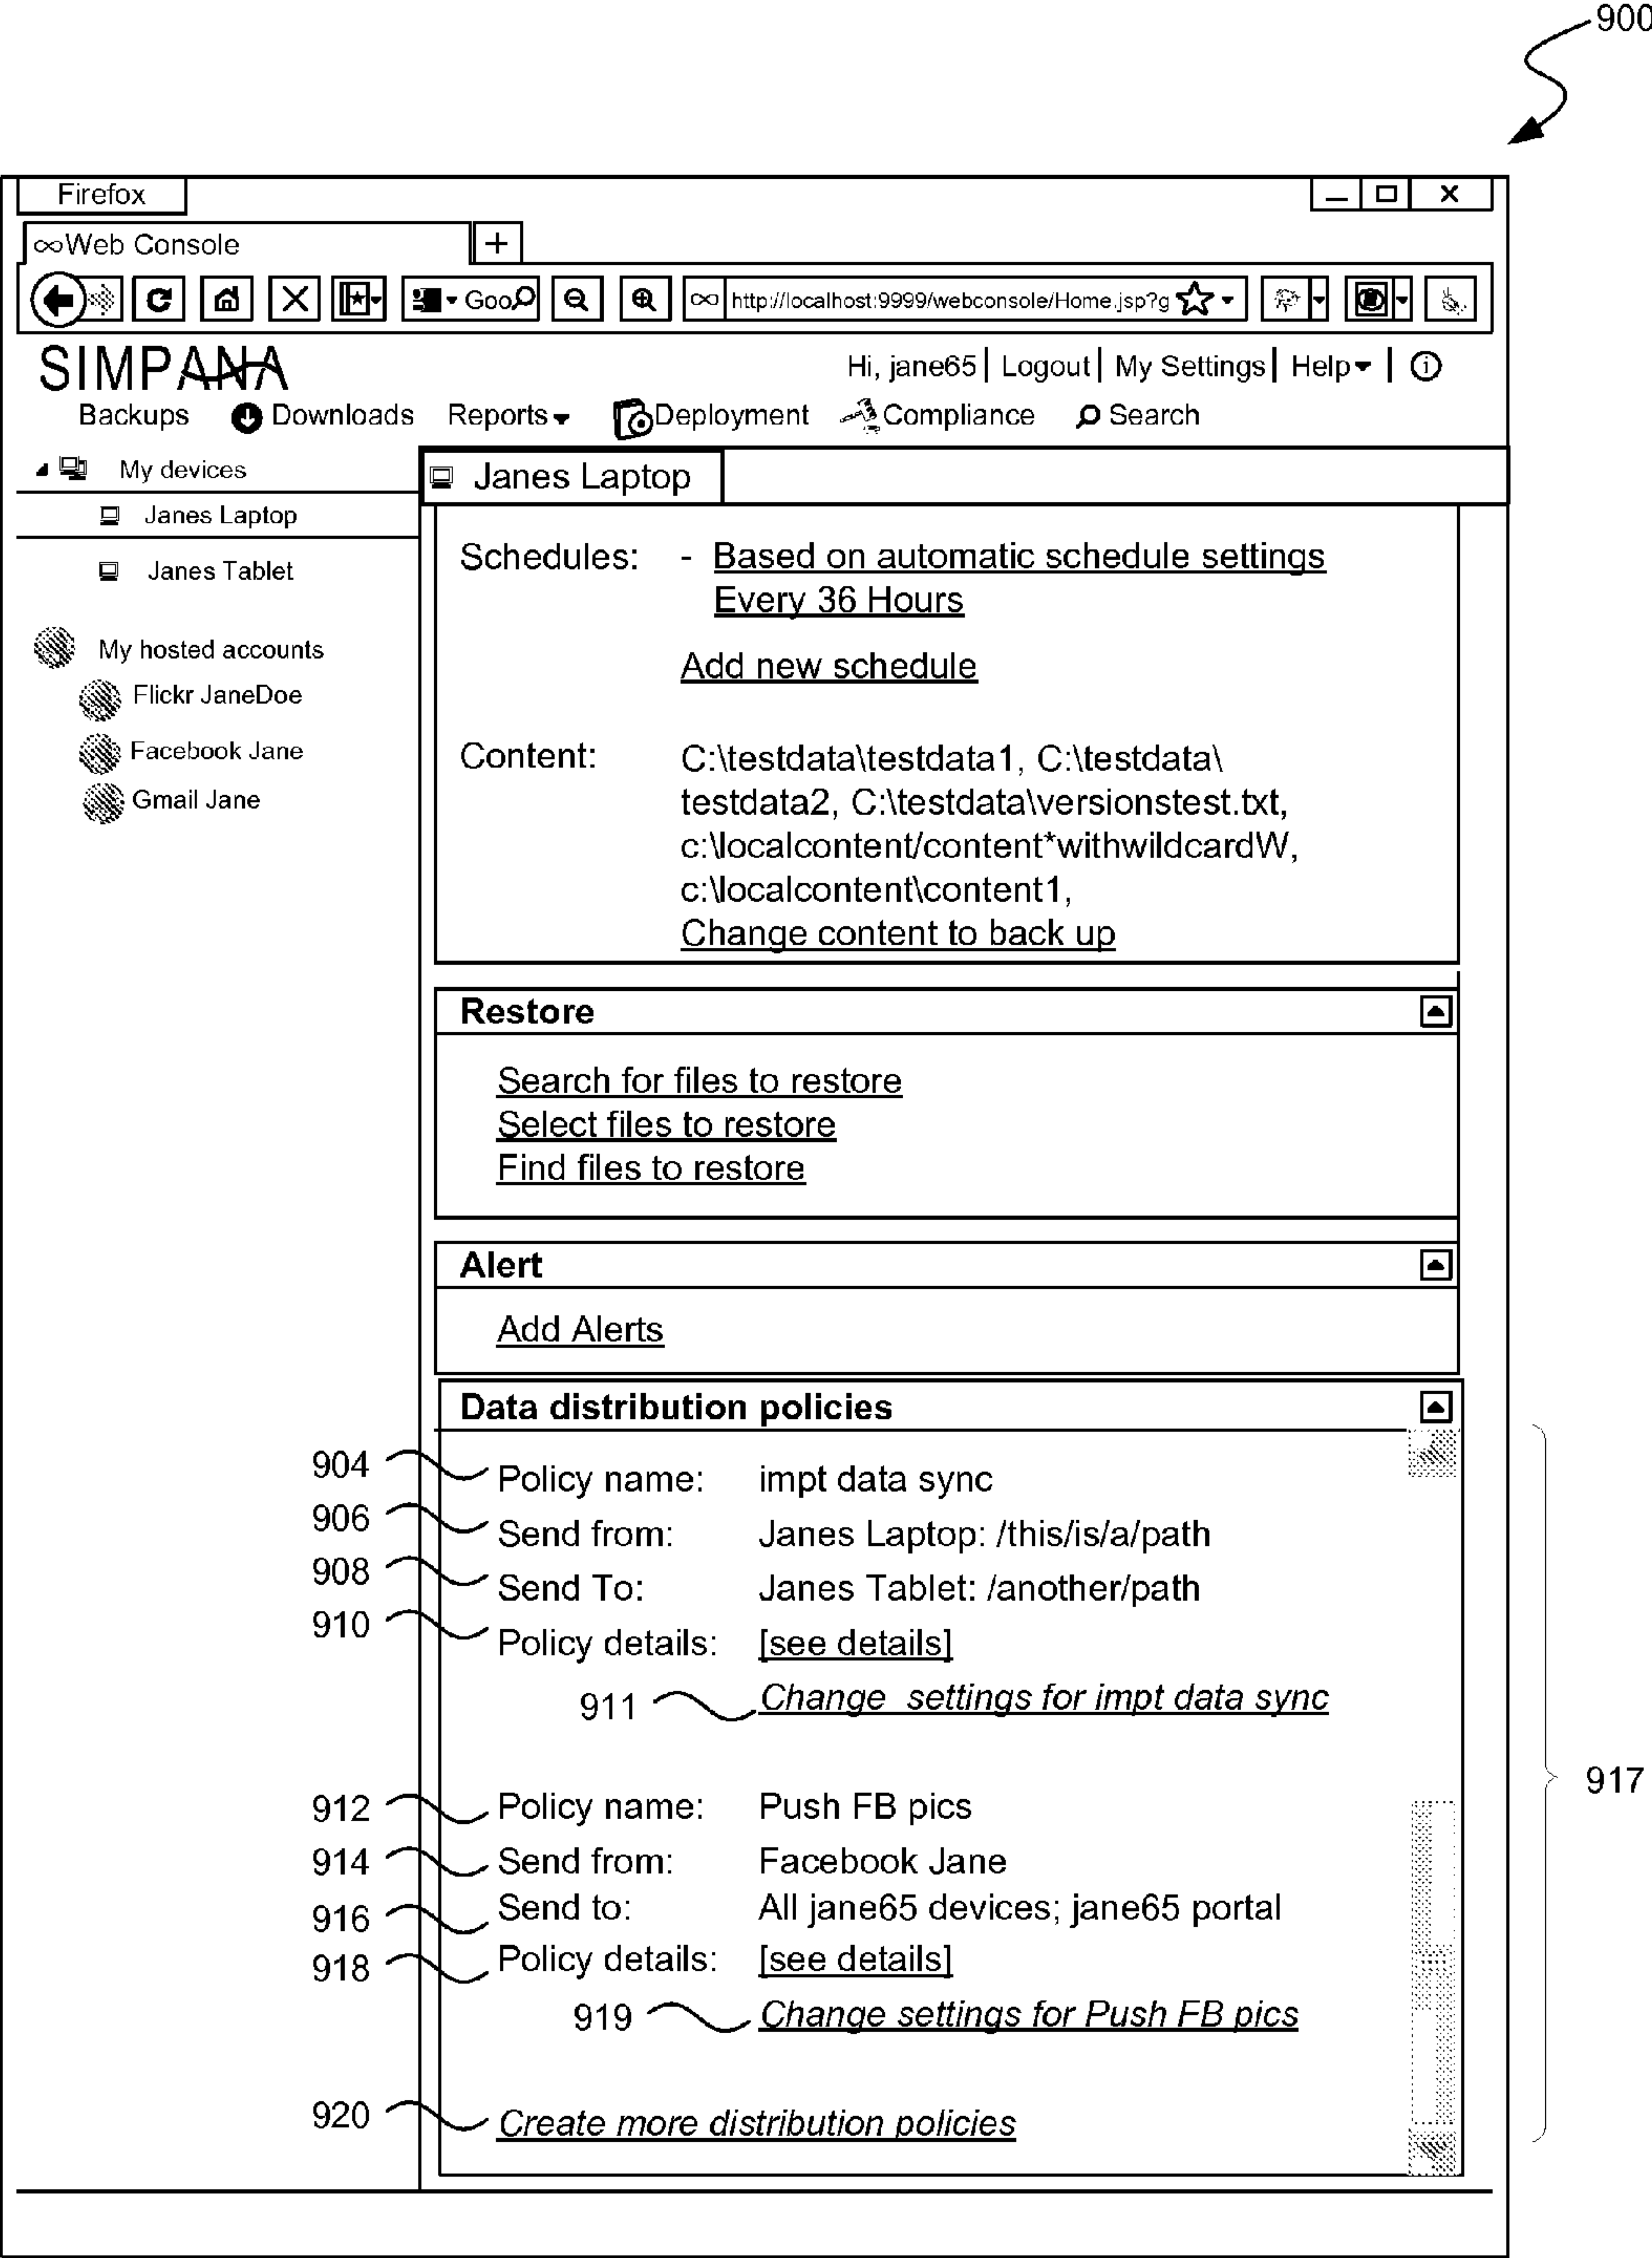 900
Firefox
∞Web Console
+
Goo
http://localhost:9999/webconsole/Home.jsp?g
SIMPANA
Hi, jane65| Logout| My Settings| Help ▾ | ⓘ
Backups Downloads Reports ▾ Deployment Compliance Search
My devices
Janes Laptop
Janes Tablet
My hosted accounts
Flickr JaneDoe
Facebook Jane
Gmail Jane
Janes Laptop
Schedules: - Based on automatic schedule settings
Every 36 Hours
Add new schedule
Content: C:\testdata\testdata1, C:\testdata\
testdata2, C:\testdata\versionstest.txt,
c:\localcontent/content*withwildcardW,
c:\localcontent\content1,
Change content to back up
Restore
Search for files to restore
Select files to restore
Find files to restore
Alert
Add Alerts
Data distribution policies
904 Policy name: impt data sync
906 Send from: Janes Laptop: /this/is/a/path
908 Send To: Janes Tablet: /another/path
910 Policy details: [see details]
911 Change settings for impt data sync
917
912 Policy name: Push FB pics
914 Send from: Facebook Jane
916 Send to: All jane65 devices; jane65 portal
918 Policy details: [see details]
919 Change settings for Push FB pics
920 Create more distribution policies